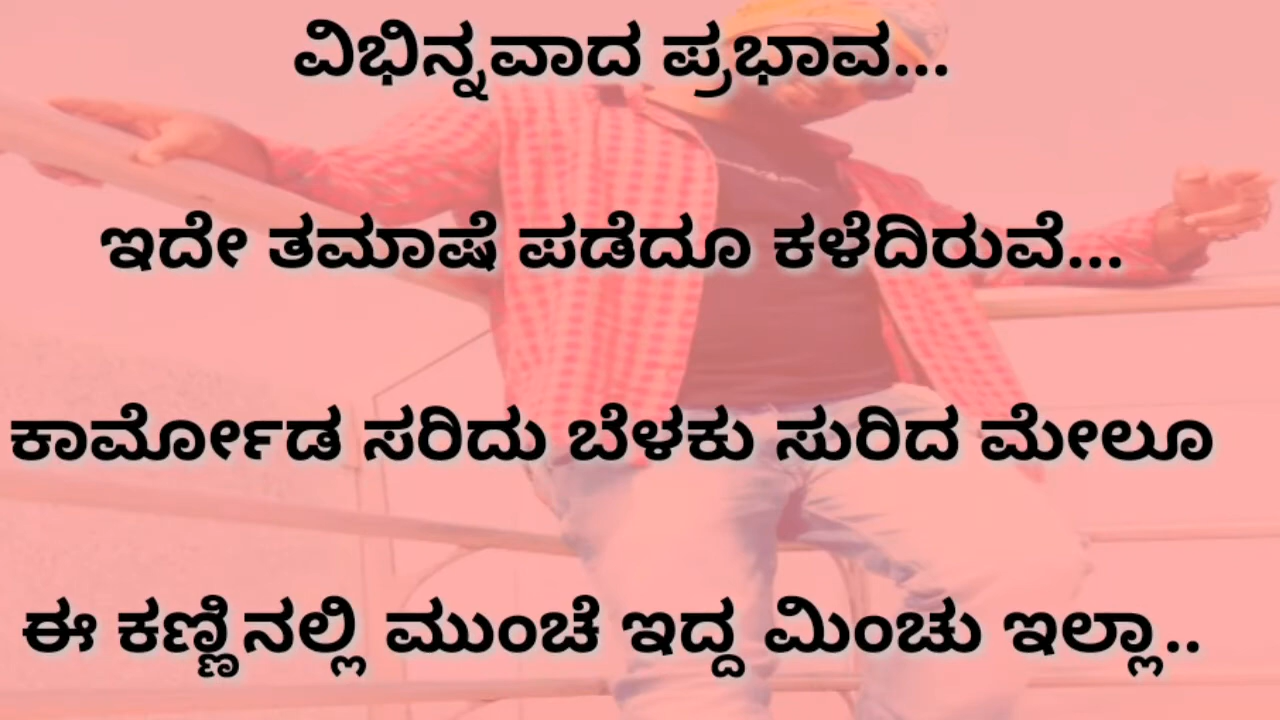 ವಿಭಿನ್ನವಾದ ಪ್ರಭಾವ...
ಇದೇ ತಮಾಷೆ ಪಡೆದೂ ಕಳೆದಿರುವೆ...
ಕಾರ್ಮೋಡ ಸರಿದು ಬೆಳಕು ಸುರಿದ ಮೇಲೂ
ಈ ಕಣ್ಣಿನಲ್ಲಿ ಮುಂಚೆ ಇದ್ದ ಮಿಂಚು ಇಲ್ಲಾ..